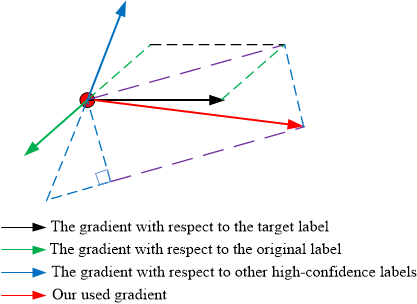 The gradient with respect to the target label
The gradient with respect to the original label
The gradient with respect to other high-confidence labels
Our used gradient